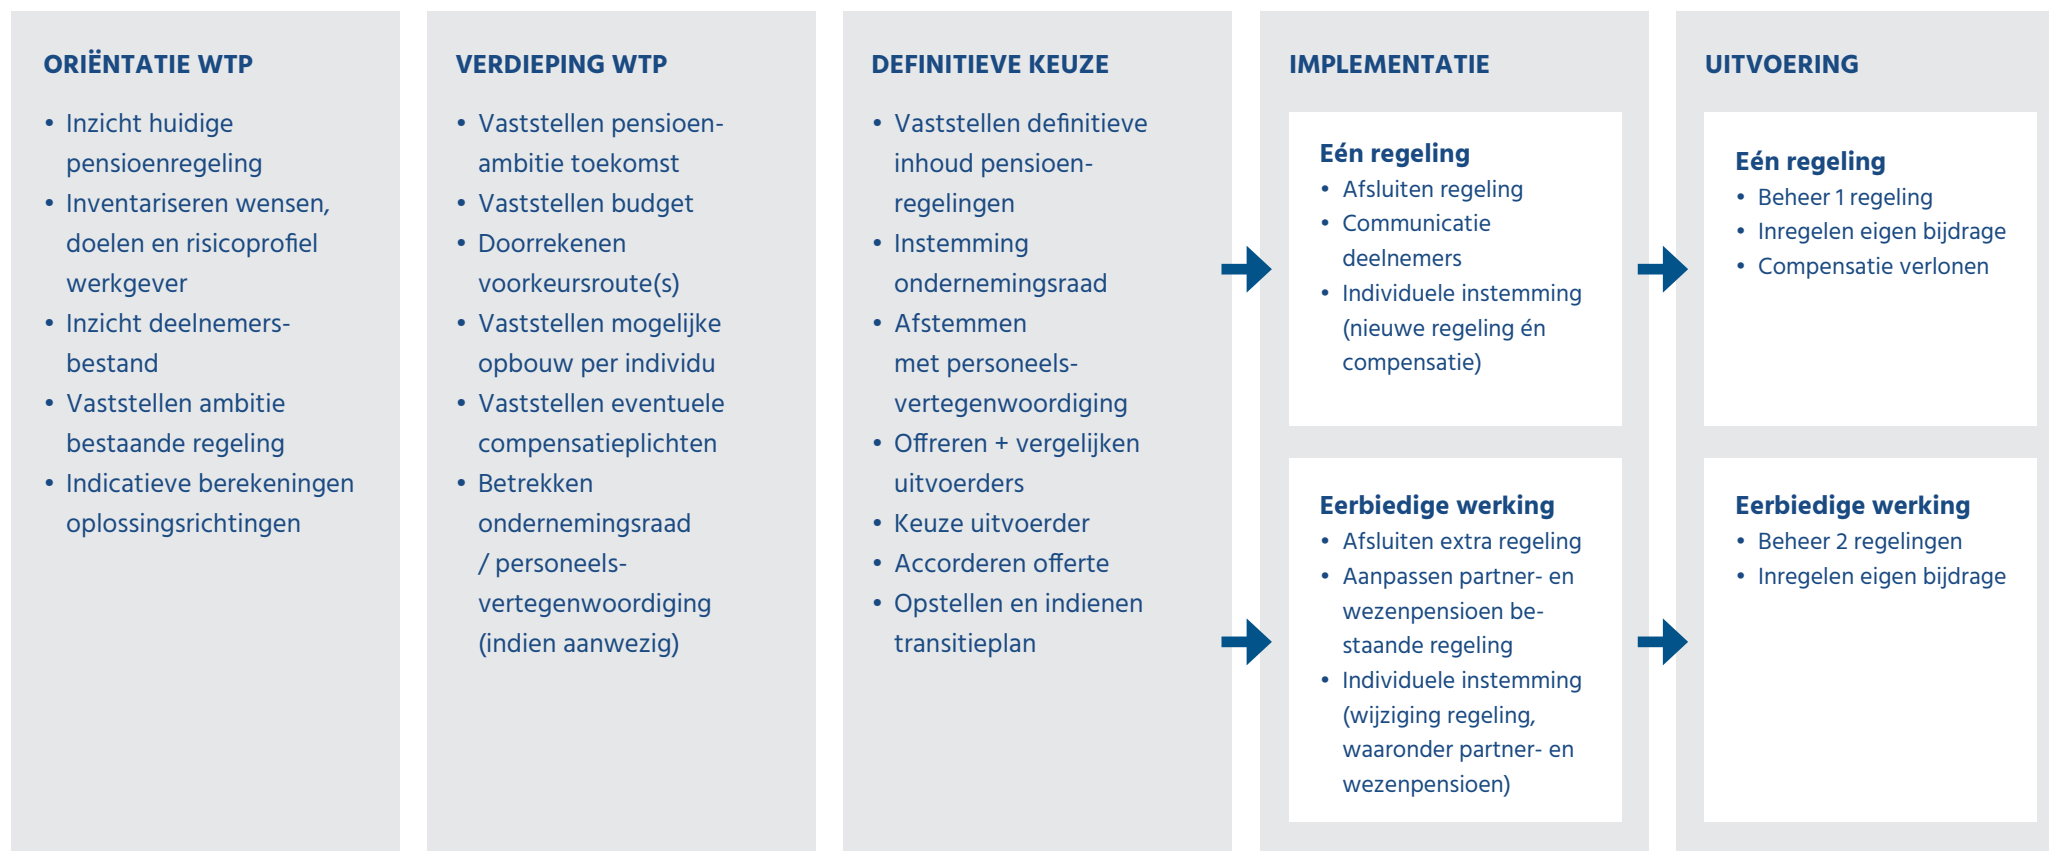 ORIËNTATIE WTP
• Inzicht huidige
pensioenregeling
• Inventariseren wensen,
doelen en risicoprofiel
werkgever
• Inzicht deelnemers-
bestand
• Vaststellen ambitie
bestaande regeling
• Indicatieve berekeningen
oplossingsrichtingen
VERDIEPING WTP
• Vaststellen pensioen-
ambitie toekomst
• Vaststellen budget
• Doorrekenen
voorkeursroute(s)
• Vaststellen mogelijke
opbouw per individu
• Vaststellen eventuele
compensatieplichten
• Betrekken
ondernemingsraad
/ personeels-
vertegenwoordiging
(indien aanwezig)
DEFINITIEVE KEUZE
• Vaststellen definitieve
inhoud pensioen-
regelingen
• Instemming
ondernemingsraad
• Afstemmen
met personeels-
vertegenwoordiging
• Offreren + vergelijken
uitvoerders
• Keuze uitvoerder
• Accorderen offerte
• Opstellen en indienen
transitieplan
IMPLEMENTATIE
Eén regeling
• Afsluiten regeling
• Communicatie
deelnemers
• Individuele instemming
(nieuwe regeling én
compensatie)
Eerbiedige werking
• Afsluiten extra regeling
• Aanpassen partner- en
wezenpensioen be-
staande regeling
• Individuele instemming
(wijziging regeling,
waaronder partner- en
wezenpensioen)
UITVOERING
Eén regeling
• Beheer 1 regeling
• Inregelen eigen bijdrage
• Compensatie verlonen
Eerbiedige werking
• Beheer 2 regelingen
• Inregelen eigen bijdrage